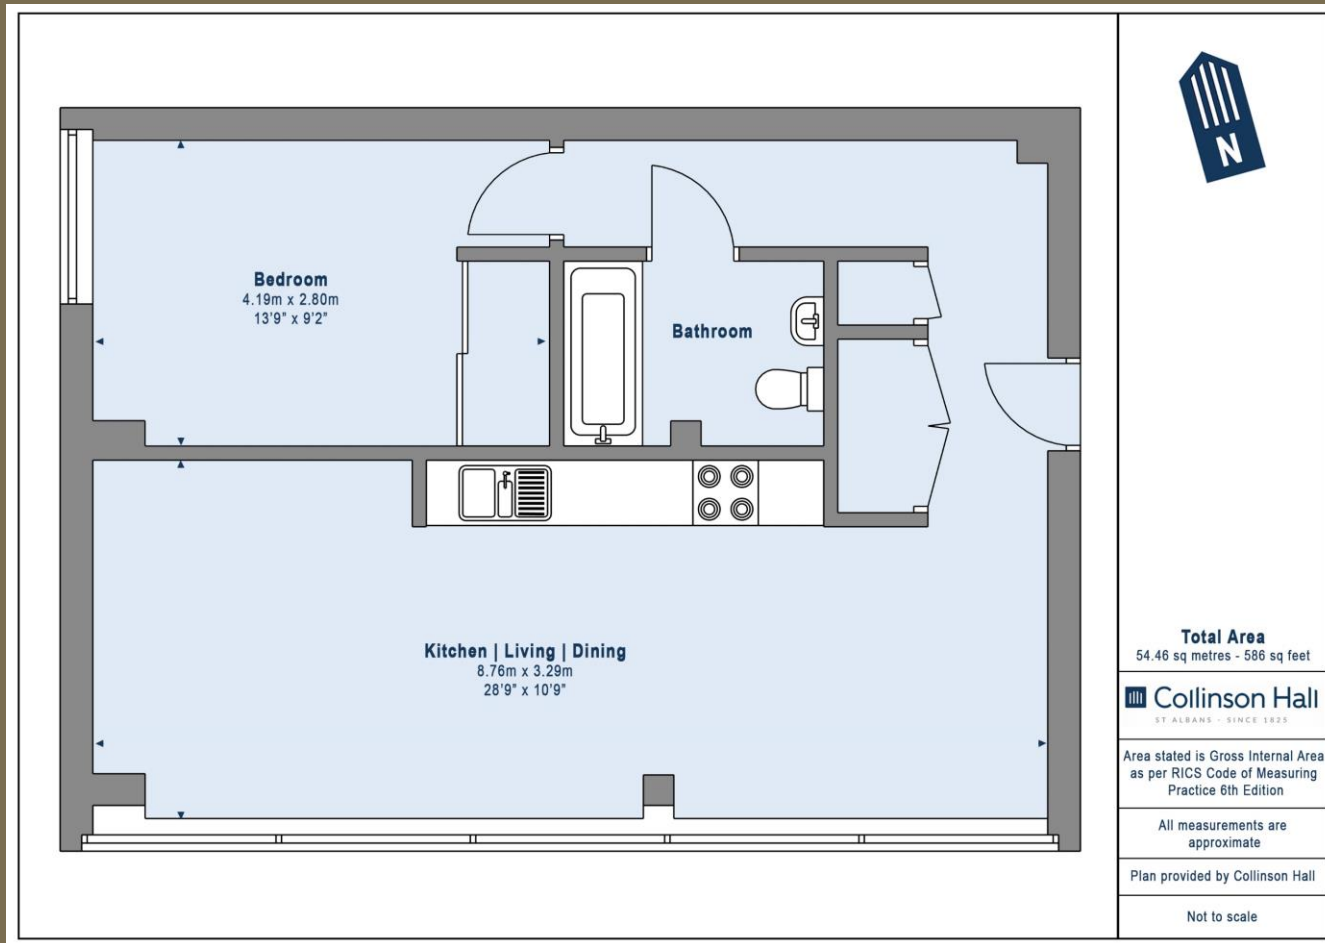 N
Bedroom
4.19m x 2.80m
13'9" x 9'2"
Bathroom
Kitchen | Living | Dining
8.76m x 3.29m
28'9" x 10'9"
Total Area
54.46 sq metres - 586 sq feet
Collinson Hall
ST ALBANS - SINCE 1825
Area stated is Gross Internal Area
as per RICS Code of Measuring
Practice 6th Edition
All measurements are
approximate
Plan provided by Collinson Hall
Not to scale